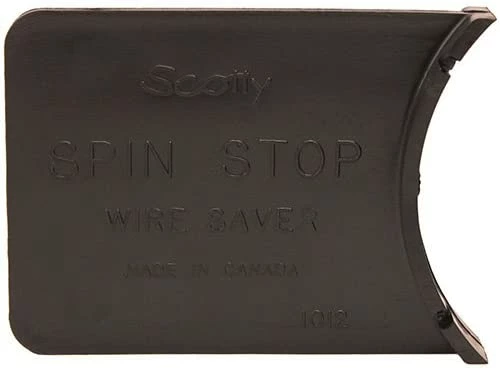 Scotty
SPIN STOP
WIRE SAVER
MADE IN CANADA
1012